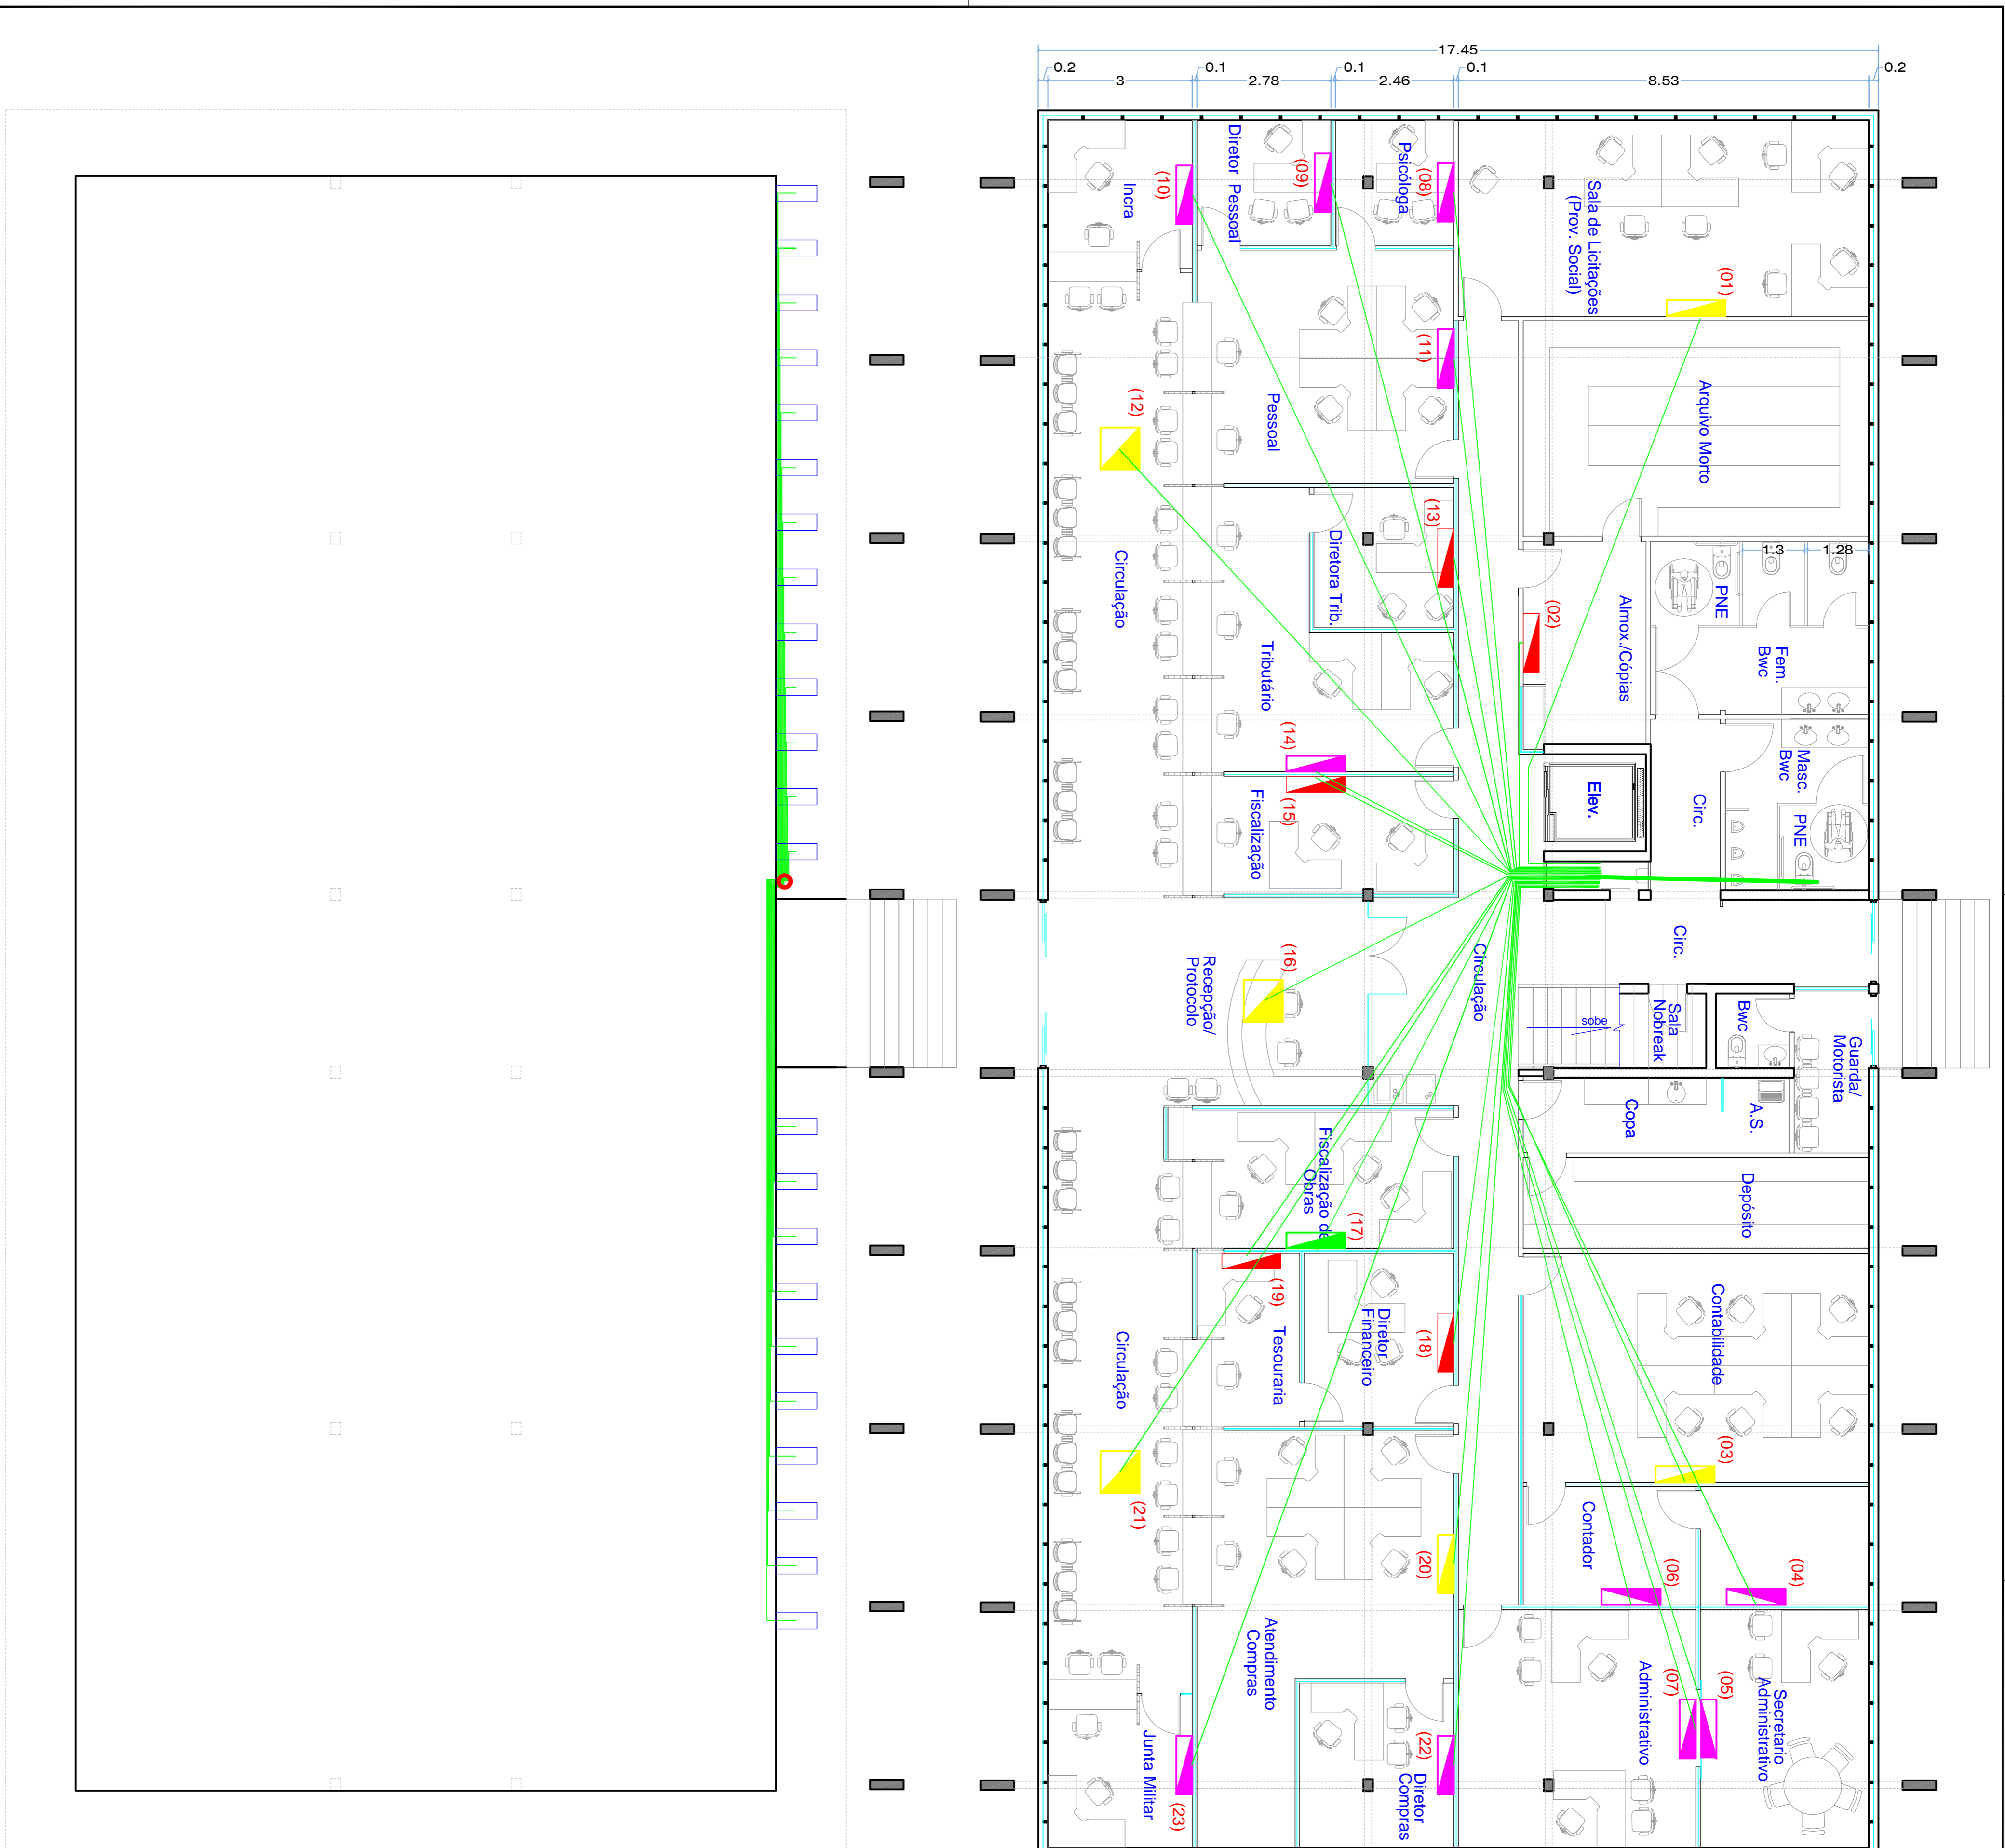 17.45
0.2
3
0.1
2.78
0.1
2.46
0.1
8.53
0.2
Incra
(10)
Diretor Pessoal
(09)
Psicóloga
(08)
Sala de Licitações
(Prov. Social)
(01)
(11)
Pessoal
(12)
Arquivo Morto
(13)
Diretora Trib.
Circulação
Tributário
(02)
Almox./Cópias
1.3
1.28
PNE
Fem.
Bwc
(14)
(15)
Fiscalização
Elev.
Circ.
Masc.
Bwc
PNE
Recepção/
Protocolo
(16)
Circulação
Circ.
sobe
Sala
Nobreak
Bwc
Guarda/
Motorista
Copa
A.S.
Fiscalização de
Obras
(17)
Depósito
(19)
Tesouraria
Diretor
Financeiro
(18)
Contabilidade
(03)
Circulação
(21)
(20)
Contador
(06)
(04)
Atendimento
Compras
Junta Militar
(23)
(22)
Diretor
Compras
Administrativo
(07)
(05)
Secretario
Administrativo